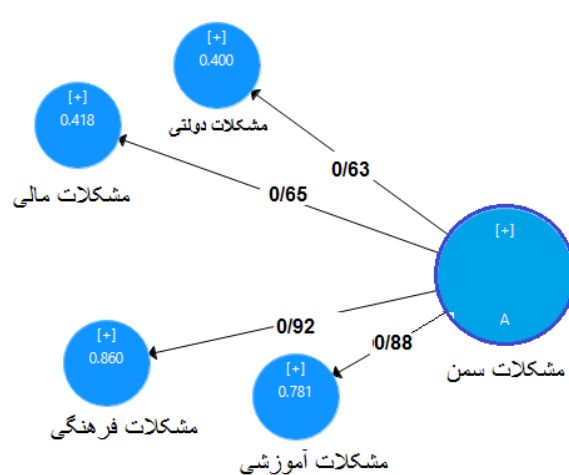 [+]
0.400
مشکلات دولتی
[+]
0.418
مشکلات مالی
0/63
0/65
[+]
A
مشکلات سمن
0/92
0/88
[+]
0.860
مشکلات فرهنگی
[+]
0.781
مشکلات آموزشی